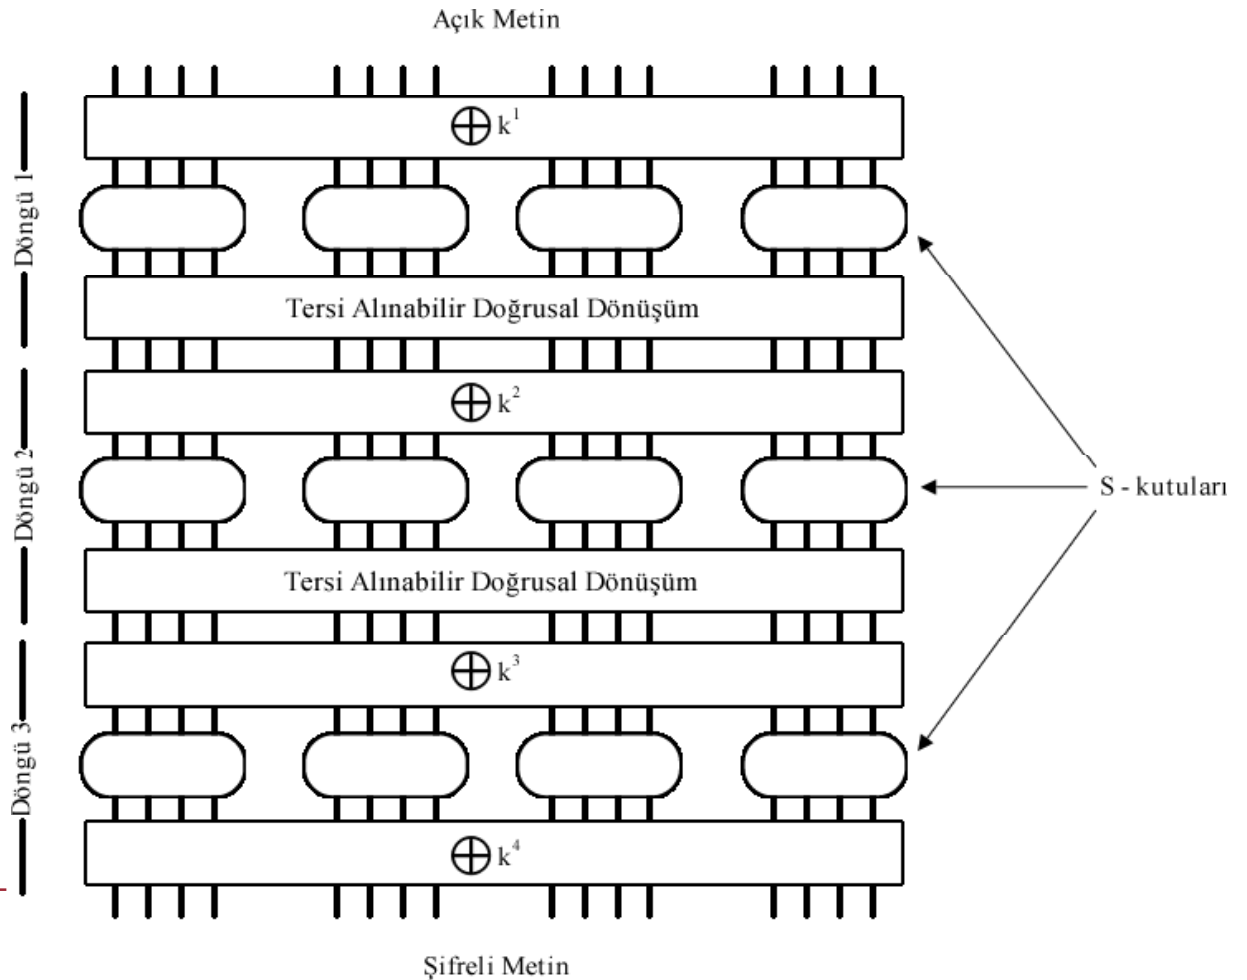 Açık Metin
⊕ k¹
Döngü 1
Tersi Alınabilir Doğrusal Dönüşüm
⊕ k²
Döngü 2
S - kutuları
Tersi Alınabilir Doğrusal Dönüşüm
⊕ k³
Döngü 3
⊕ k⁴
Şifreli Metin